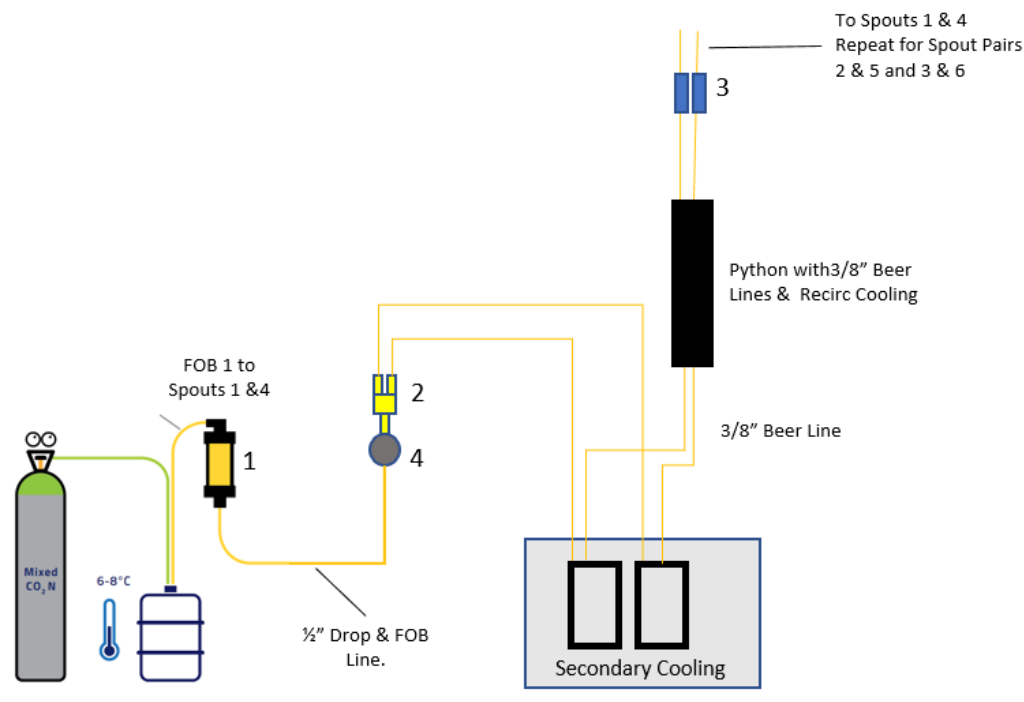 To Spouts 1 & 4
Repeat for Spout Pairs
2 & 5 and 3 & 6
3
Python with3/8” Beer
Lines & Recirc Cooling
FOB 1 to
Spouts 1 &4
2
1
4
3/8” Beer Line
Mixed
CO₂N
6-8°C
½” Drop & FOB
Line.
Secondary Cooling